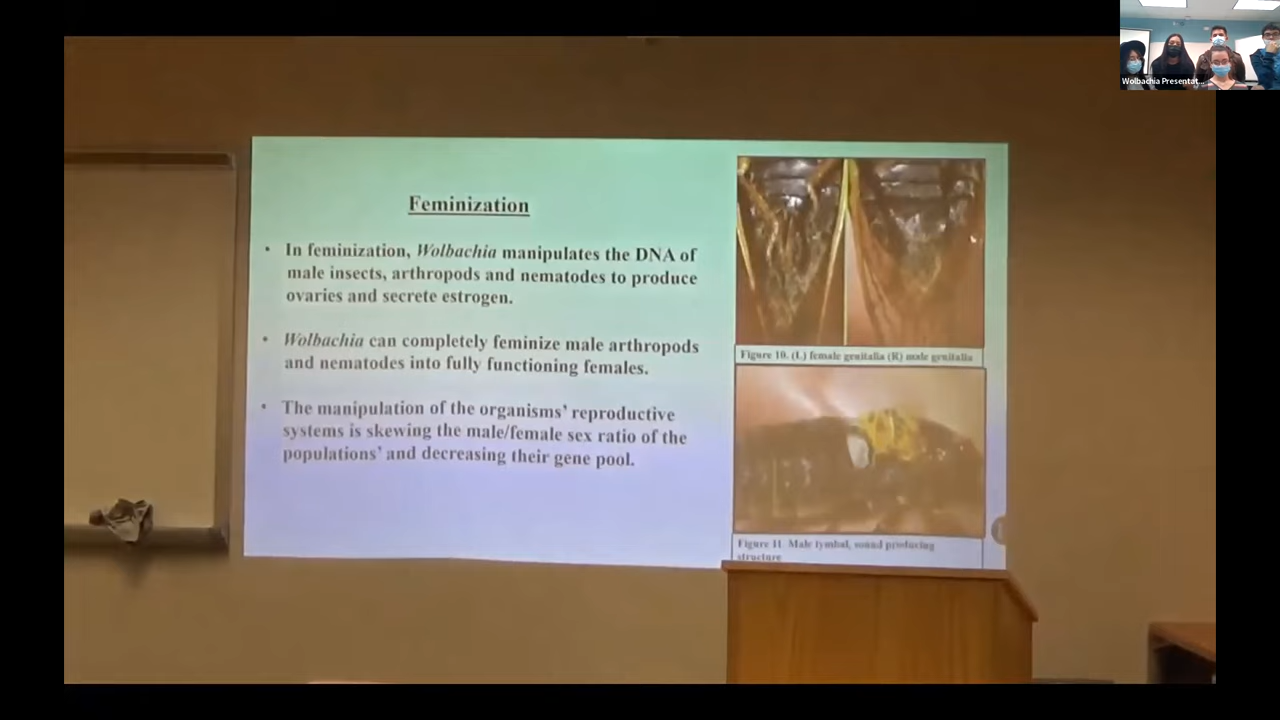 Wolbachia Presentat...
Feminization
• In feminization, Wolbachia manipulates the DNA of
male insects, arthropods and nematodes to produce
ovaries and secrete estrogen.
• Wolbachia can completely feminize male arthropods
and nematodes into fully functioning females.
• The manipulation of the organisms’ reproductive
systems is skewing the male/female sex ratio of the
populations’ and decreasing their gene pool.
Figure 10. (L) female genitalia (R) male genitalia
Figure 11. Male tymbal, sound producing
structure